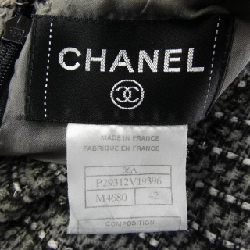 CHANEL
MADE IN FRANCE
FABRIQUE EN FRANCE
P29312V19396
M4580
COMPOSITION